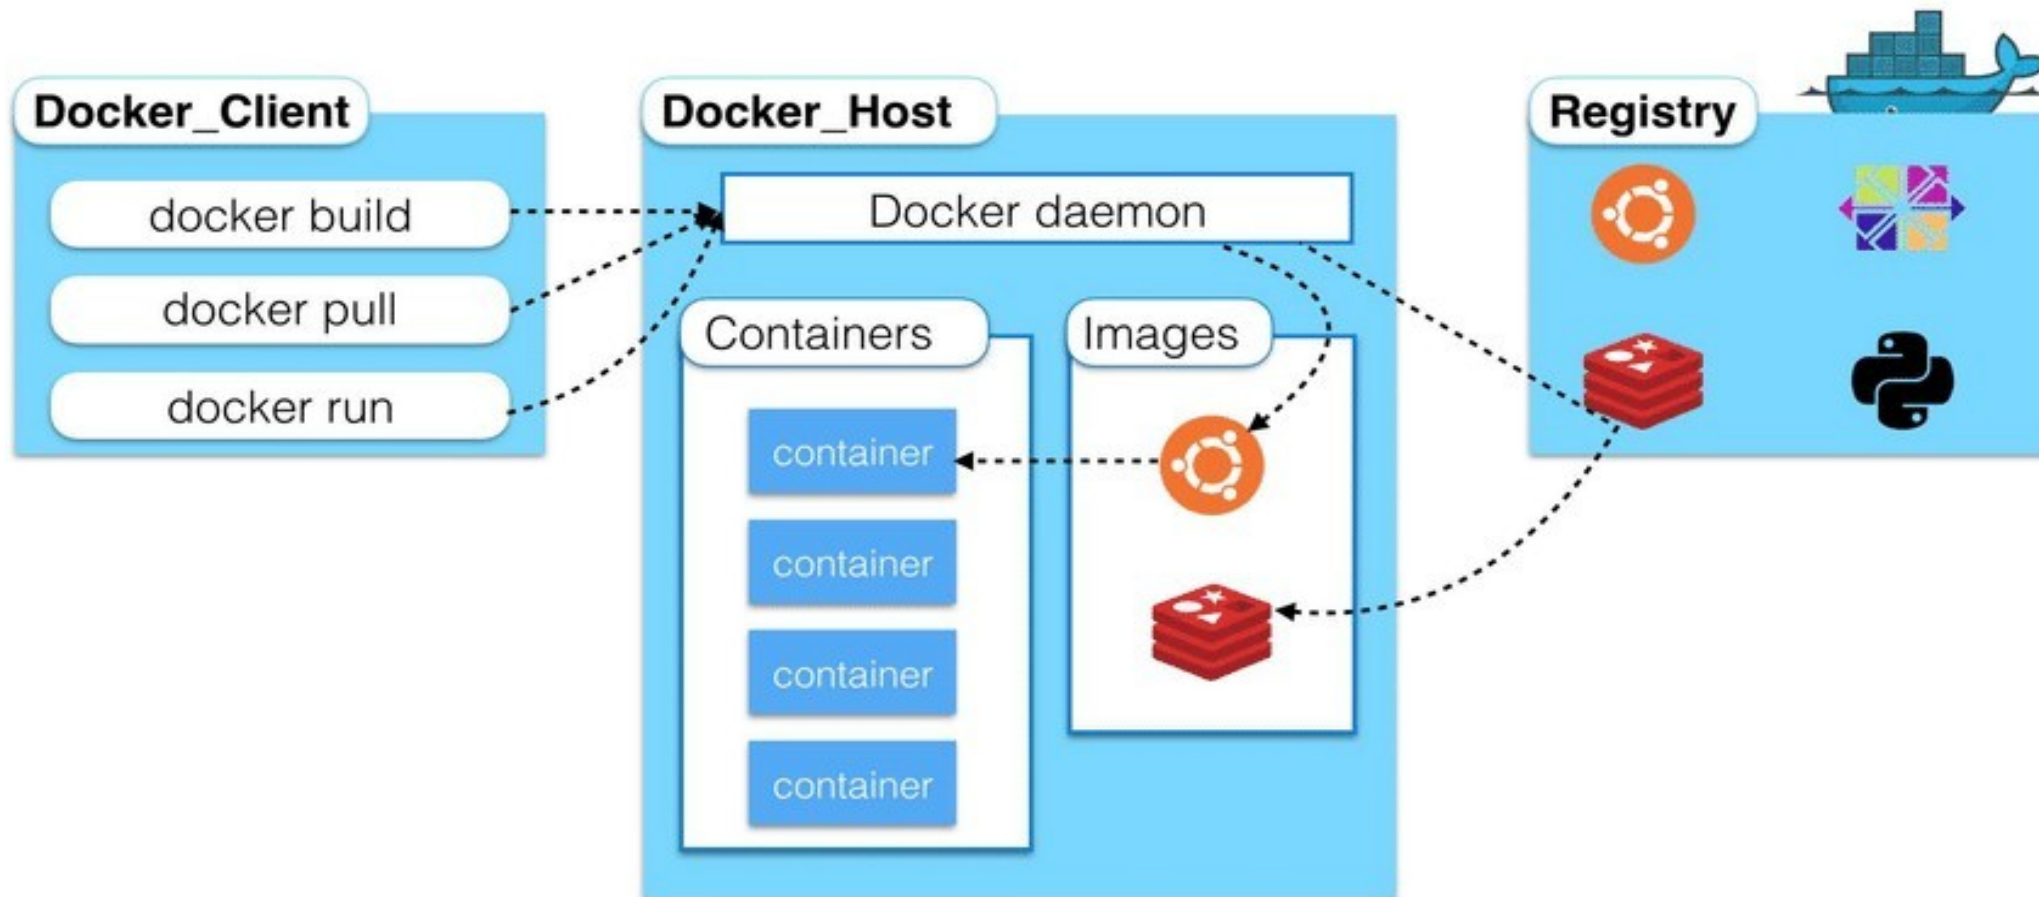 Docker_Client
docker build
docker pull
docker run
Docker_Host
Docker daemon
Containers
container
container
container
container
Images
Registry